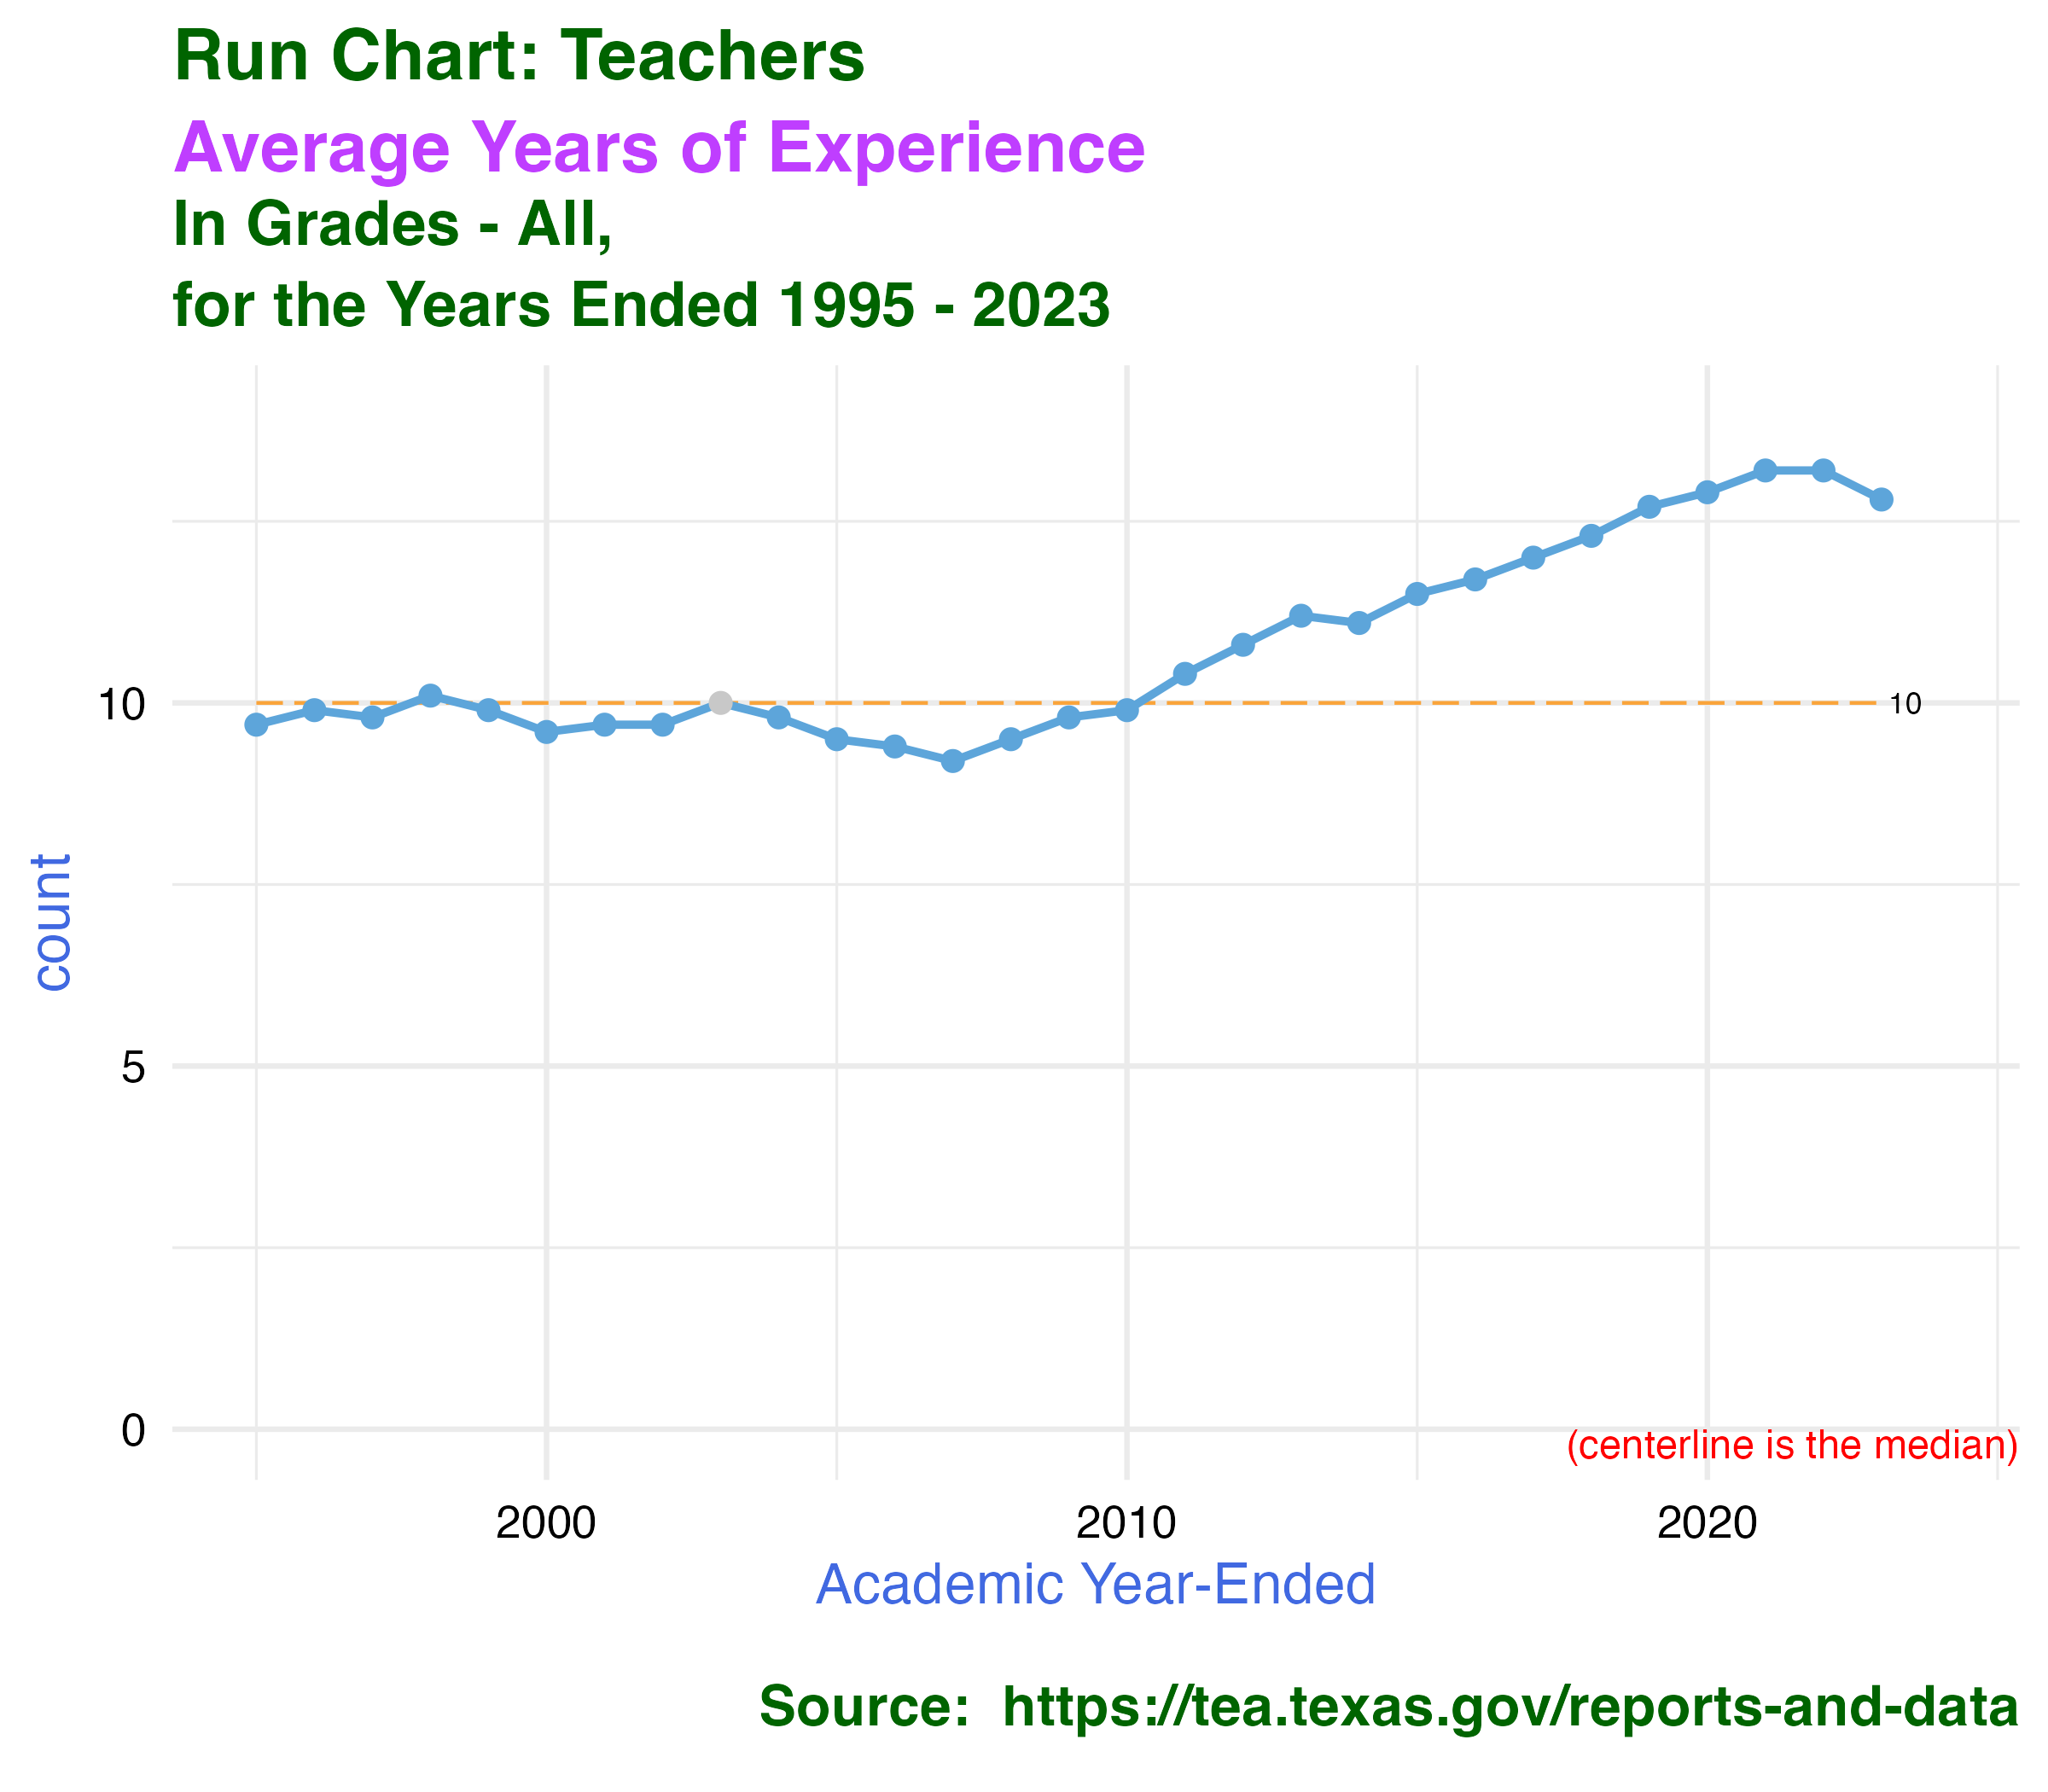 Run Chart: Teachers
Average Years of Experience
In Grades - All,
for the Years Ended 1995 - 2023
count
10
5
0
10
(centerline is the median)
2000 2010 2020
Academic Year-Ended
Source:  https://tea.texas.gov/reports-and-data